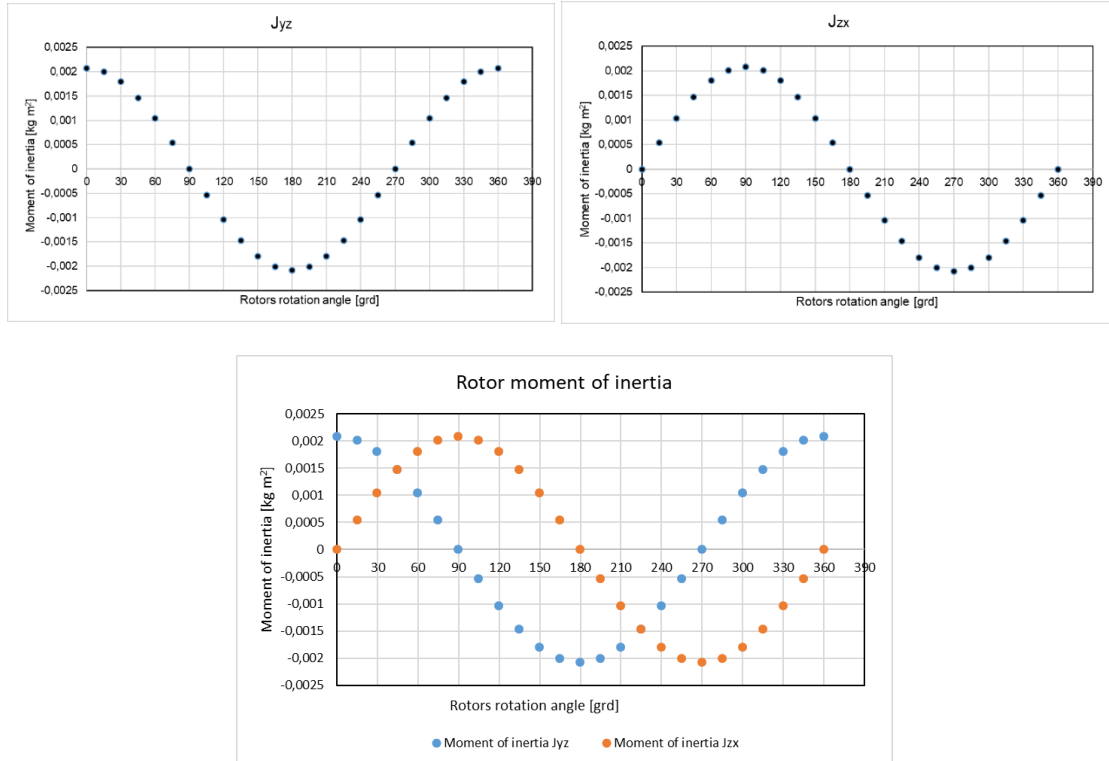 Jyz
0,0025
0,002
0,0015
0,001
0,0005
0
-0,0005
-0,001
-0,0015
-0,002
-0,0025
0 30 60 90 120 150 180 210 240 270 300 330 360 390
Moment of inertia [kg m²]
Rotors rotation angle [grd]
Jzx
0,0025
0,002
0,0015
0,001
0,0005
0
-0,0005
-0,001
-0,0015
-0,002
-0,0025
0 30 60 90 120 150 180 210 240 270 300 330 360 390
Moment of inertia [kg m²]
Rotors rotation angle [grd]
Rotor moment of inertia
0,0025
0,002
0,0015
0,001
0,0005
0
-0,0005
-0,001
-0,0015
-0,002
-0,0025
0 30 60 90 120 150 180 210 240 270 300 330 360 390
Moment of inertia [kg m²]
Rotors rotation angle [grd]
Moment of inertia Jyz Moment of inertia Jzx